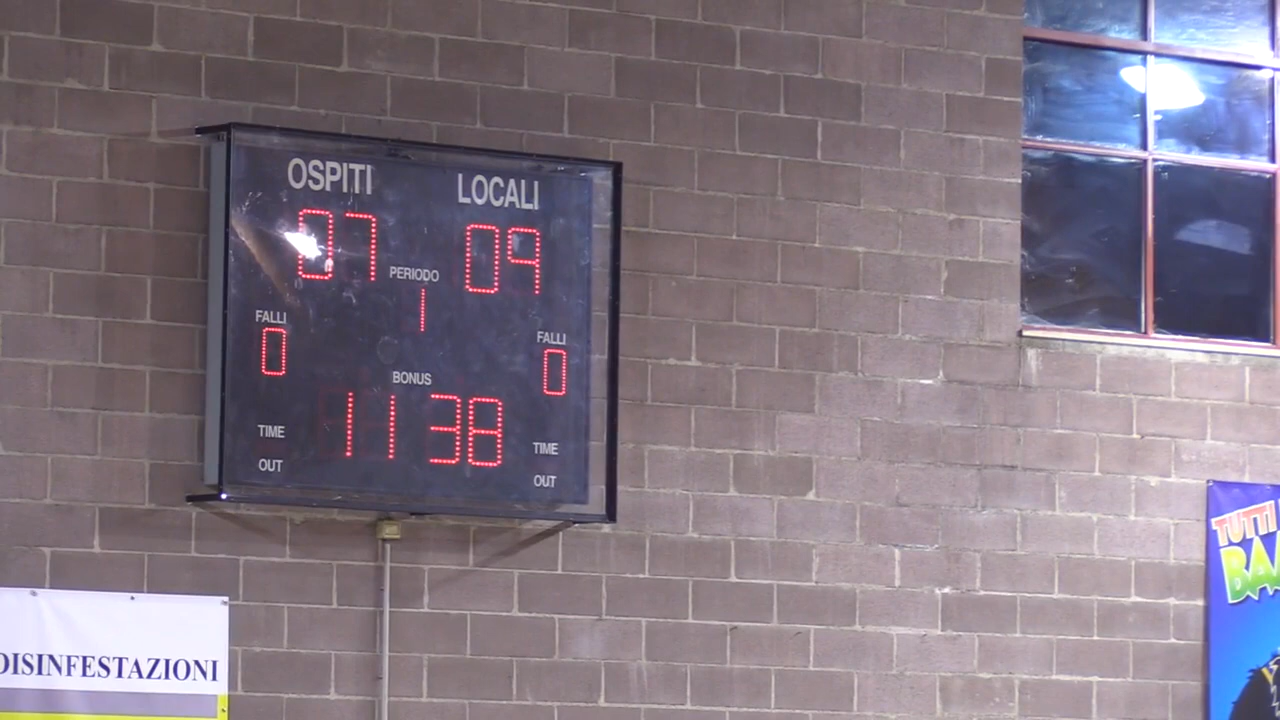 OSPITI LOCALI
07 09
PERIODO
1
FALLI FALLI
0 0
BONUS
11 38
TIME TIME
OUT OUT
TUTTI
DISINFESTAZIONI